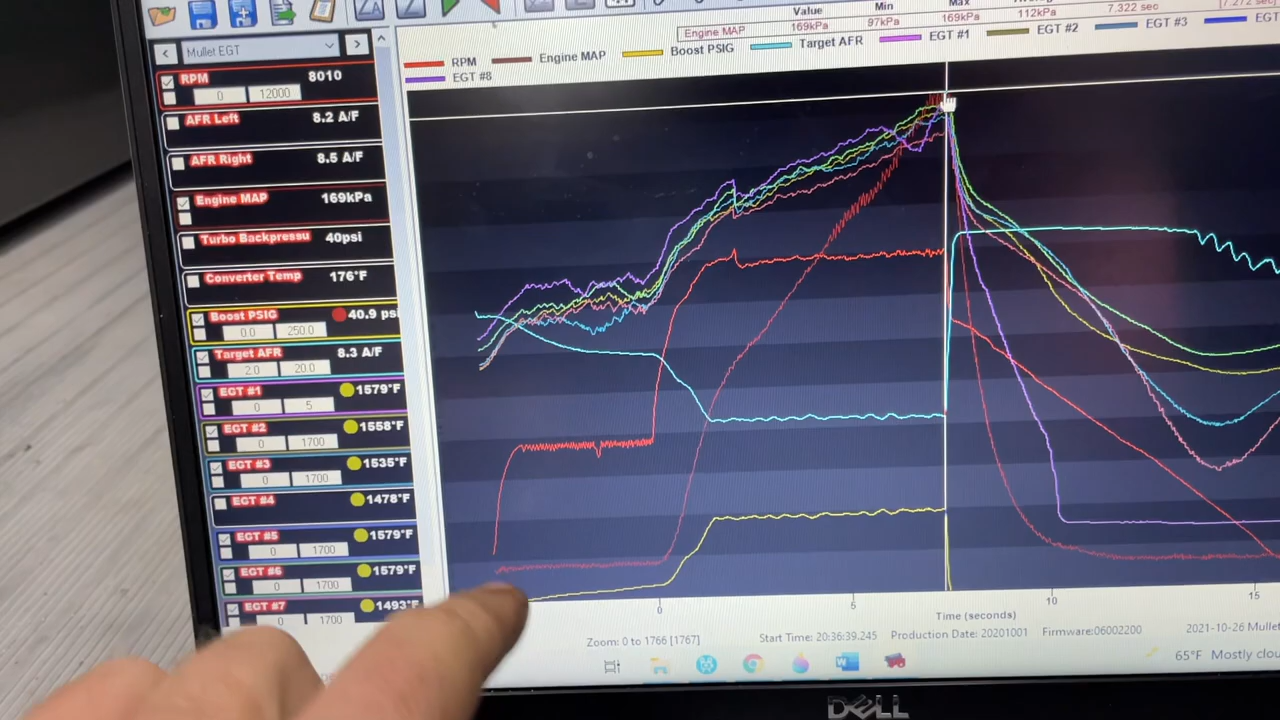 Value Min Max
Engine MAP 169kPa 97kPa 169kPa 112kPa 7.322 sec [7.272 sec]
Mullet EGT
RPM Engine MAP Boost PSIG Target AFR EGT #1 EGT #2 EGT #3 EGT
EGT #8
RPM 8010
0 12000
AFR Left 8.2 A/F
AFR Right 8.5 A/F
Engine MAP 169kPa
Turbo Backpressu 40psi
Converter Temp 176°F
Boost PSIG 40.9 psi
0.0 250.0
Target AFR 8.3 A/F
2.0 20.0
EGT #1 1579°F
0 5
EGT #2 1558°F
0 1700
EGT #3 1535°F
0 1700
EGT #4 1478°F
EGT #5 1579°F
0 1700
EGT #6 1579°F
0 1700
EGT #7 1493°F
0 1700
0 5 10 15
Time (seconds)
Zoom: 0 to 1766 [1767] Start Time: 20:36:39.245 Production Date: 20201001 Firmware:06002200 2021-10-26 Mullet
65°F Mostly clou
DELL